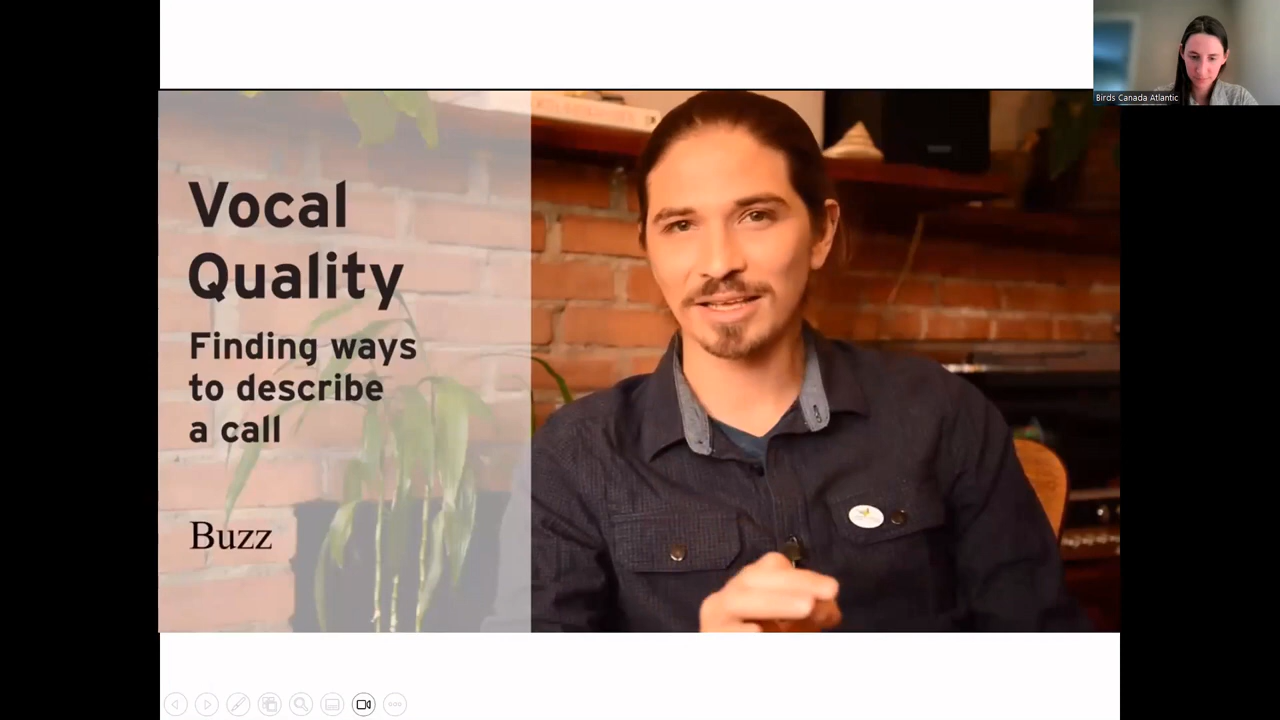 Vocal
Quality
Finding ways
to describe
a call
Buzz
Birds Canada Atlantic